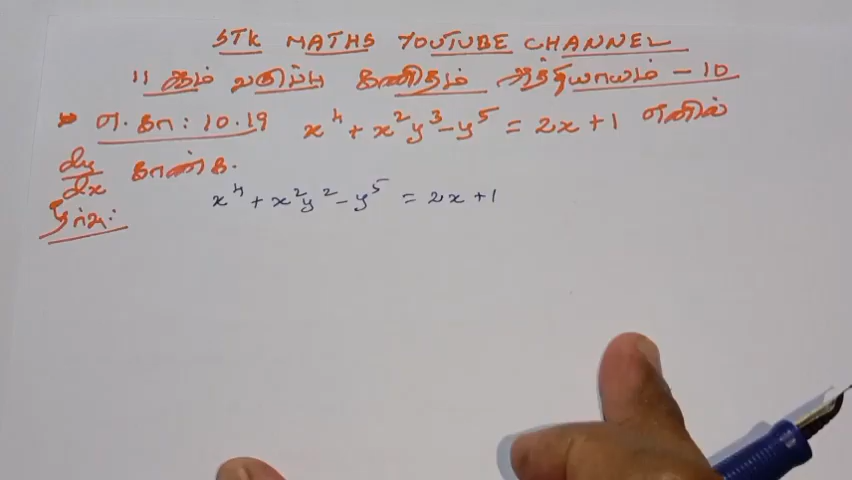 STK MATHS YOUTUBE CHANNEL
11 ஆம் வகுப்பு கணிதம் அத்தியாயம் - 10
எ.கா : 10.19 x⁴ + x²y³ - y⁵ = 2x + 1 எனில்
dy/dx காண்க.
தீர்வு: x⁴ + x²y² - y⁵ = 2x + 1